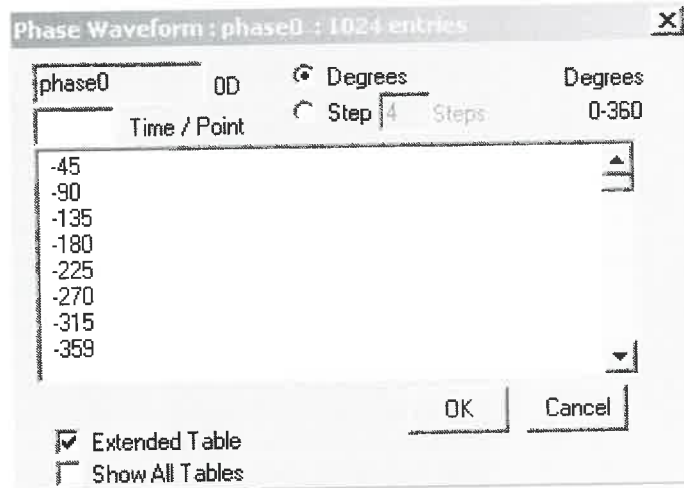 Phase Waveform : phase0 : 1024 entries
phase0 0D Degrees Degrees
Time / Point Step 4 Steps 0-360
-45
-90
-135
-180
-225
-270
-315
-359
OK Cancel
Extended Table
Show All Tables